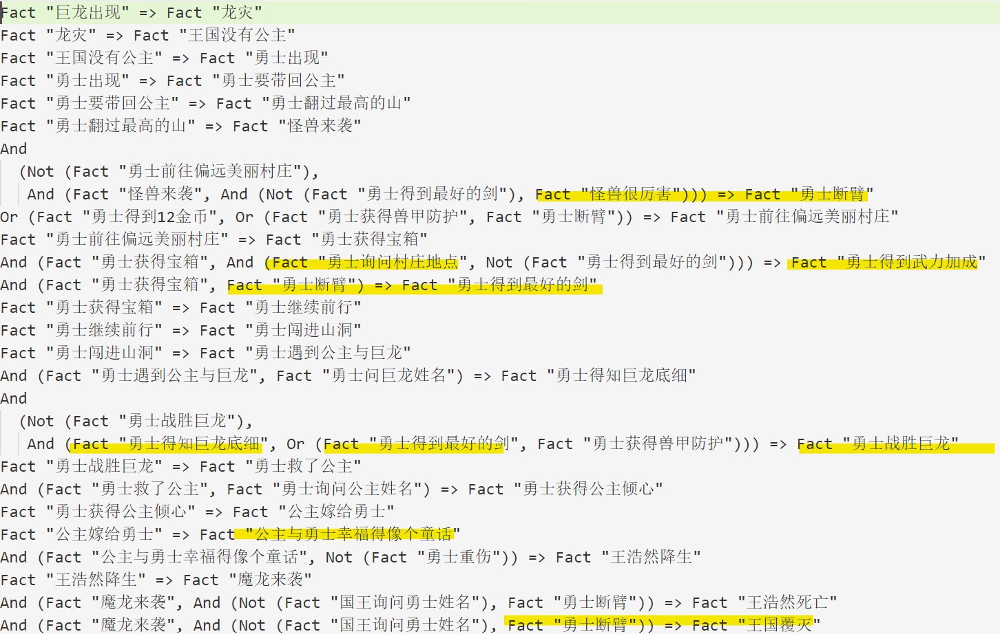 Fact "巨龙出现" => Fact "龙灾"
Fact "龙灾" => Fact "王国没有公主"
Fact "王国没有公主" => Fact "勇士出现"
Fact "勇士出现" => Fact "勇士要带回公主"
Fact "勇士要带回公主" => Fact "勇士翻过最高的山"
Fact "勇士翻过最高的山" => Fact "怪兽来袭"
And
(Not (Fact "勇士前往偏远美丽村庄"),
And (Fact "怪兽来袭", And (Not (Fact "勇士得到最好的剑"), Fact "怪兽很厉害"))) => Fact "勇士断臂"
Or (Fact "勇士得到12金币", Or (Fact "勇士获得兽甲防护", Fact "勇士断臂")) => Fact "勇士前往偏远美丽村庄"
Fact "勇士前往偏远美丽村庄" => Fact "勇士获得宝箱"
And (Fact "勇士获得宝箱", And (Fact "勇士询问村庄地点", Not (Fact "勇士得到最好的剑"))) => Fact "勇士得到武力加成"
And (Fact "勇士获得宝箱", Fact "勇士断臂") => Fact "勇士得到最好的剑"
Fact "勇士获得宝箱" => Fact "勇士继续前行"
Fact "勇士继续前行" => Fact "勇士闯进山洞"
Fact "勇士闯进山洞" => Fact "勇士遇到公主与巨龙"
And (Fact "勇士遇到公主与巨龙", Fact "勇士问巨龙姓名") => Fact "勇士得知巨龙底细"
And
(Not (Fact "勇士战胜巨龙"),
And (Fact "勇士得知巨龙底细", Or (Fact "勇士得到最好的剑", Fact "勇士获得兽甲防护"))) => Fact "勇士战胜巨龙"
Fact "勇士战胜巨龙" => Fact "勇士救了公主"
And (Fact "勇士救了公主", Fact "勇士询问公主姓名") => Fact "勇士获得公主倾心"
Fact "勇士获得公主倾心" => Fact "公主嫁给勇士"
Fact "公主嫁给勇士" => Fact "公主与勇士幸福得像个童话"
And (Fact "公主与勇士幸福得像个童话", Not (Fact "勇士重伤")) => Fact "王浩然降生"
Fact "王浩然降生" => Fact "魔龙来袭"
And (Fact "魔龙来袭", And (Not (Fact "国王询问勇士姓名"), Fact "勇士断臂")) => Fact "王浩然死亡"
And (Fact "魔龙来袭", And (Not (Fact "国王询问勇士姓名"), Fact "勇士断臂")) => Fact "王国覆灭"